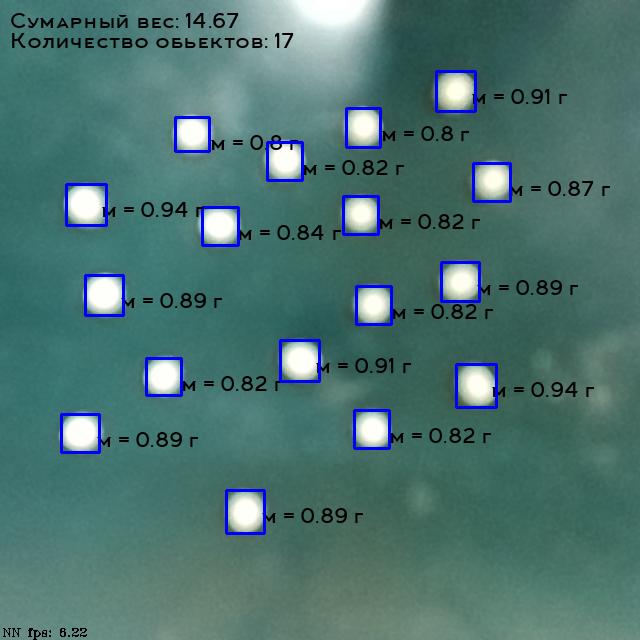 Сумарный вес: 14.67
Количество обьектов: 17
м = 0.91 г
м = 0.8 г
м = 0.8 г
м = 0.82 г
м = 0.87 г
м = 0.94 г
м = 0.84 г
м = 0.82 г
м = 0.89 г
м = 0.89 г
м = 0.82 г
м = 0.91 г
м = 0.82 г
м = 0.94 г
м = 0.89 г
м = 0.82 г
м = 0.89 г
NN fps: 6.22